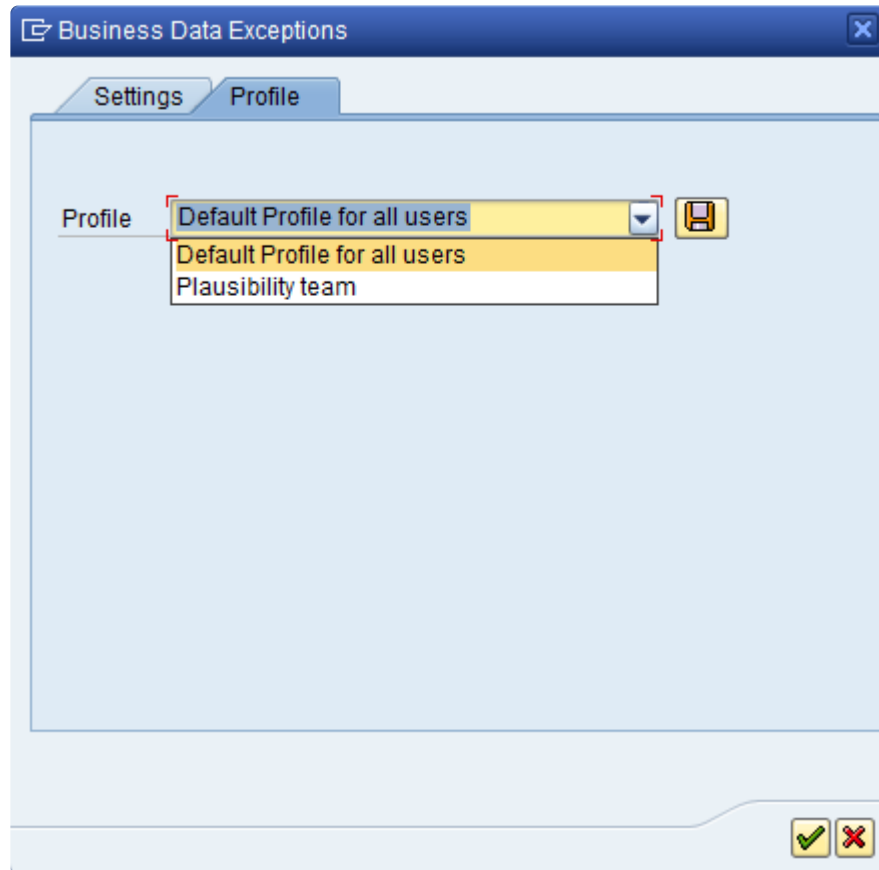 Business Data Exceptions
Settings Profile
Profile Default Profile for all users
Default Profile for all users
Plausibility team